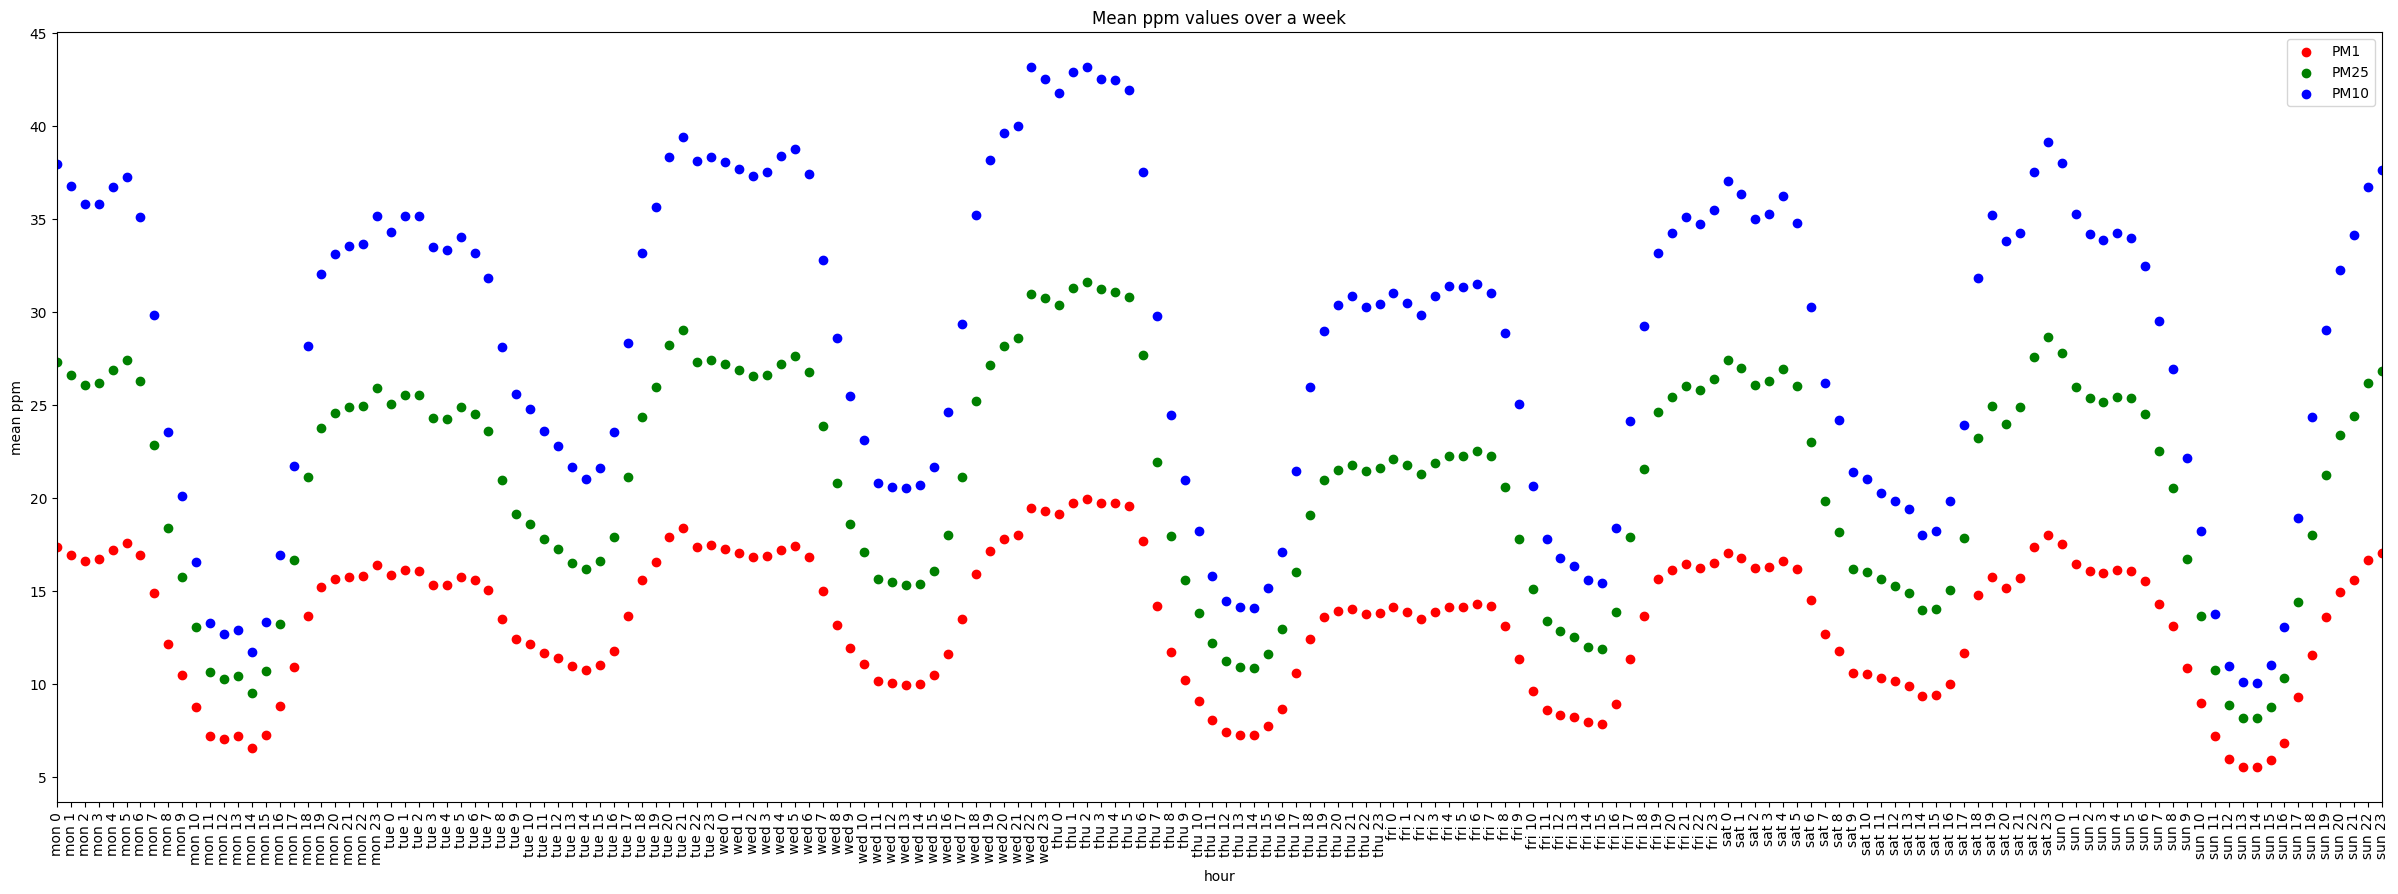 Mean ppm values over a week
PM1
PM25
PM10
45
40
35
30
25
20
15
10
5
mean ppm
mon 0
mon 1
mon 2
mon 3
mon 4
mon 5
mon 6
mon 7
mon 8
mon 9
mon 10
mon 11
mon 12
mon 13
mon 14
mon 15
mon 16
mon 17
mon 18
mon 19
mon 20
mon 21
mon 22
mon 23
tue 0
tue 1
tue 2
tue 3
tue 4
tue 5
tue 6
tue 7
tue 8
tue 9
tue 10
tue 11
tue 12
tue 13
tue 14
tue 15
tue 16
tue 17
tue 18
tue 19
tue 20
tue 21
tue 22
tue 23
wed 0
wed 1
wed 2
wed 3
wed 4
wed 5
wed 6
wed 7
wed 8
wed 9
wed 10
wed 11
wed 12
wed 13
wed 14
wed 15
wed 16
wed 17
wed 18
wed 19
wed 20
wed 21
wed 22
wed 23
thu 0
thu 1
thu 2
thu 3
thu 4
thu 5
thu 6
thu 7
thu 8
thu 9
thu 10
thu 11
thu 12
thu 13
thu 14
thu 15
thu 16
thu 17
thu 18
thu 19
thu 20
thu 21
thu 22
thu 23
fri 0
fri 1
fri 2
fri 3
fri 4
fri 5
fri 6
fri 7
fri 8
fri 9
fri 10
fri 11
fri 12
fri 13
fri 14
fri 15
fri 16
fri 17
fri 18
fri 19
fri 20
fri 21
fri 22
fri 23
sat 0
sat 1
sat 2
sat 3
sat 4
sat 5
sat 6
sat 7
sat 8
sat 9
sat 10
sat 11
sat 12
sat 13
sat 14
sat 15
sat 16
sat 17
sat 18
sat 19
sat 20
sat 21
sat 22
sat 23
sun 0
sun 1
sun 2
sun 3
sun 4
sun 5
sun 6
sun 7
sun 8
sun 9
sun 10
sun 11
sun 12
sun 13
sun 14
sun 15
sun 16
sun 17
sun 18
sun 19
sun 20
sun 21
sun 22
sun 23
hour